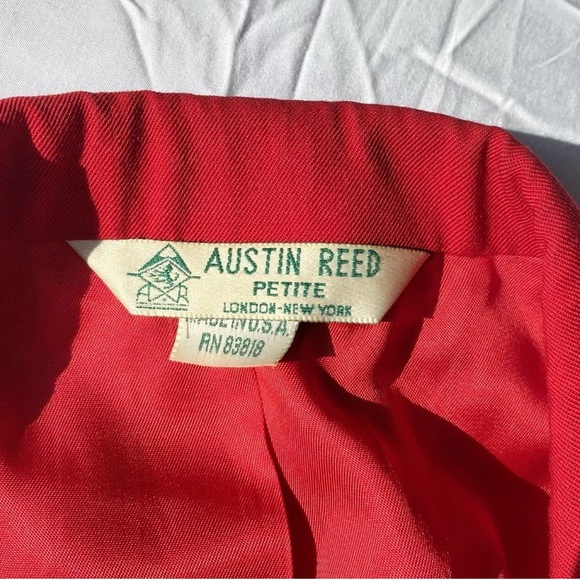 AUSTIN REED
PETITE
LONDON-NEW YORK
A R
MADE IN U.S.A.
RN 83818